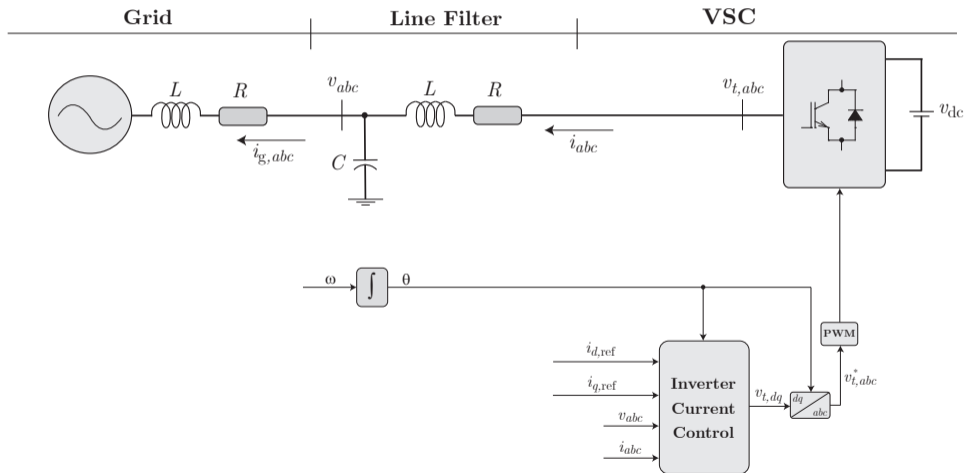 Grid
Line Filter
VSC
L
R
v_abc
L
R
v_t,abc
v_dc
i_g,abc
C
i_abc
ω
∫
θ
PWM
i_d,ref
i_q,ref
v_abc
i_abc
Inverter
Current
Control
v_t,dq
dq
abc
v*_t,abc